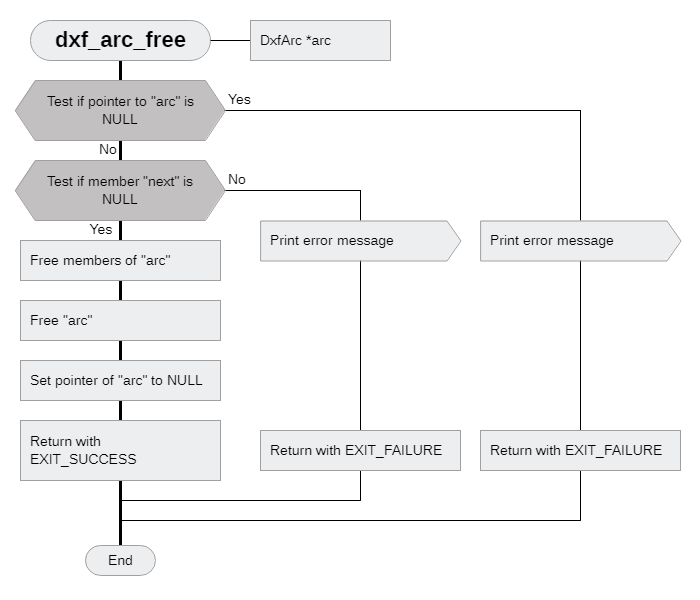 dxf_arc_free
DxfArc *arc
Test if pointer to "arc" is
NULL
Yes
No
Test if member "next" is
NULL
No
Yes
Print error message
Print error message
Free members of "arc"
Free "arc"
Set pointer of "arc" to NULL
Return with
EXIT_SUCCESS
Return with EXIT_FAILURE
Return with EXIT_FAILURE
End